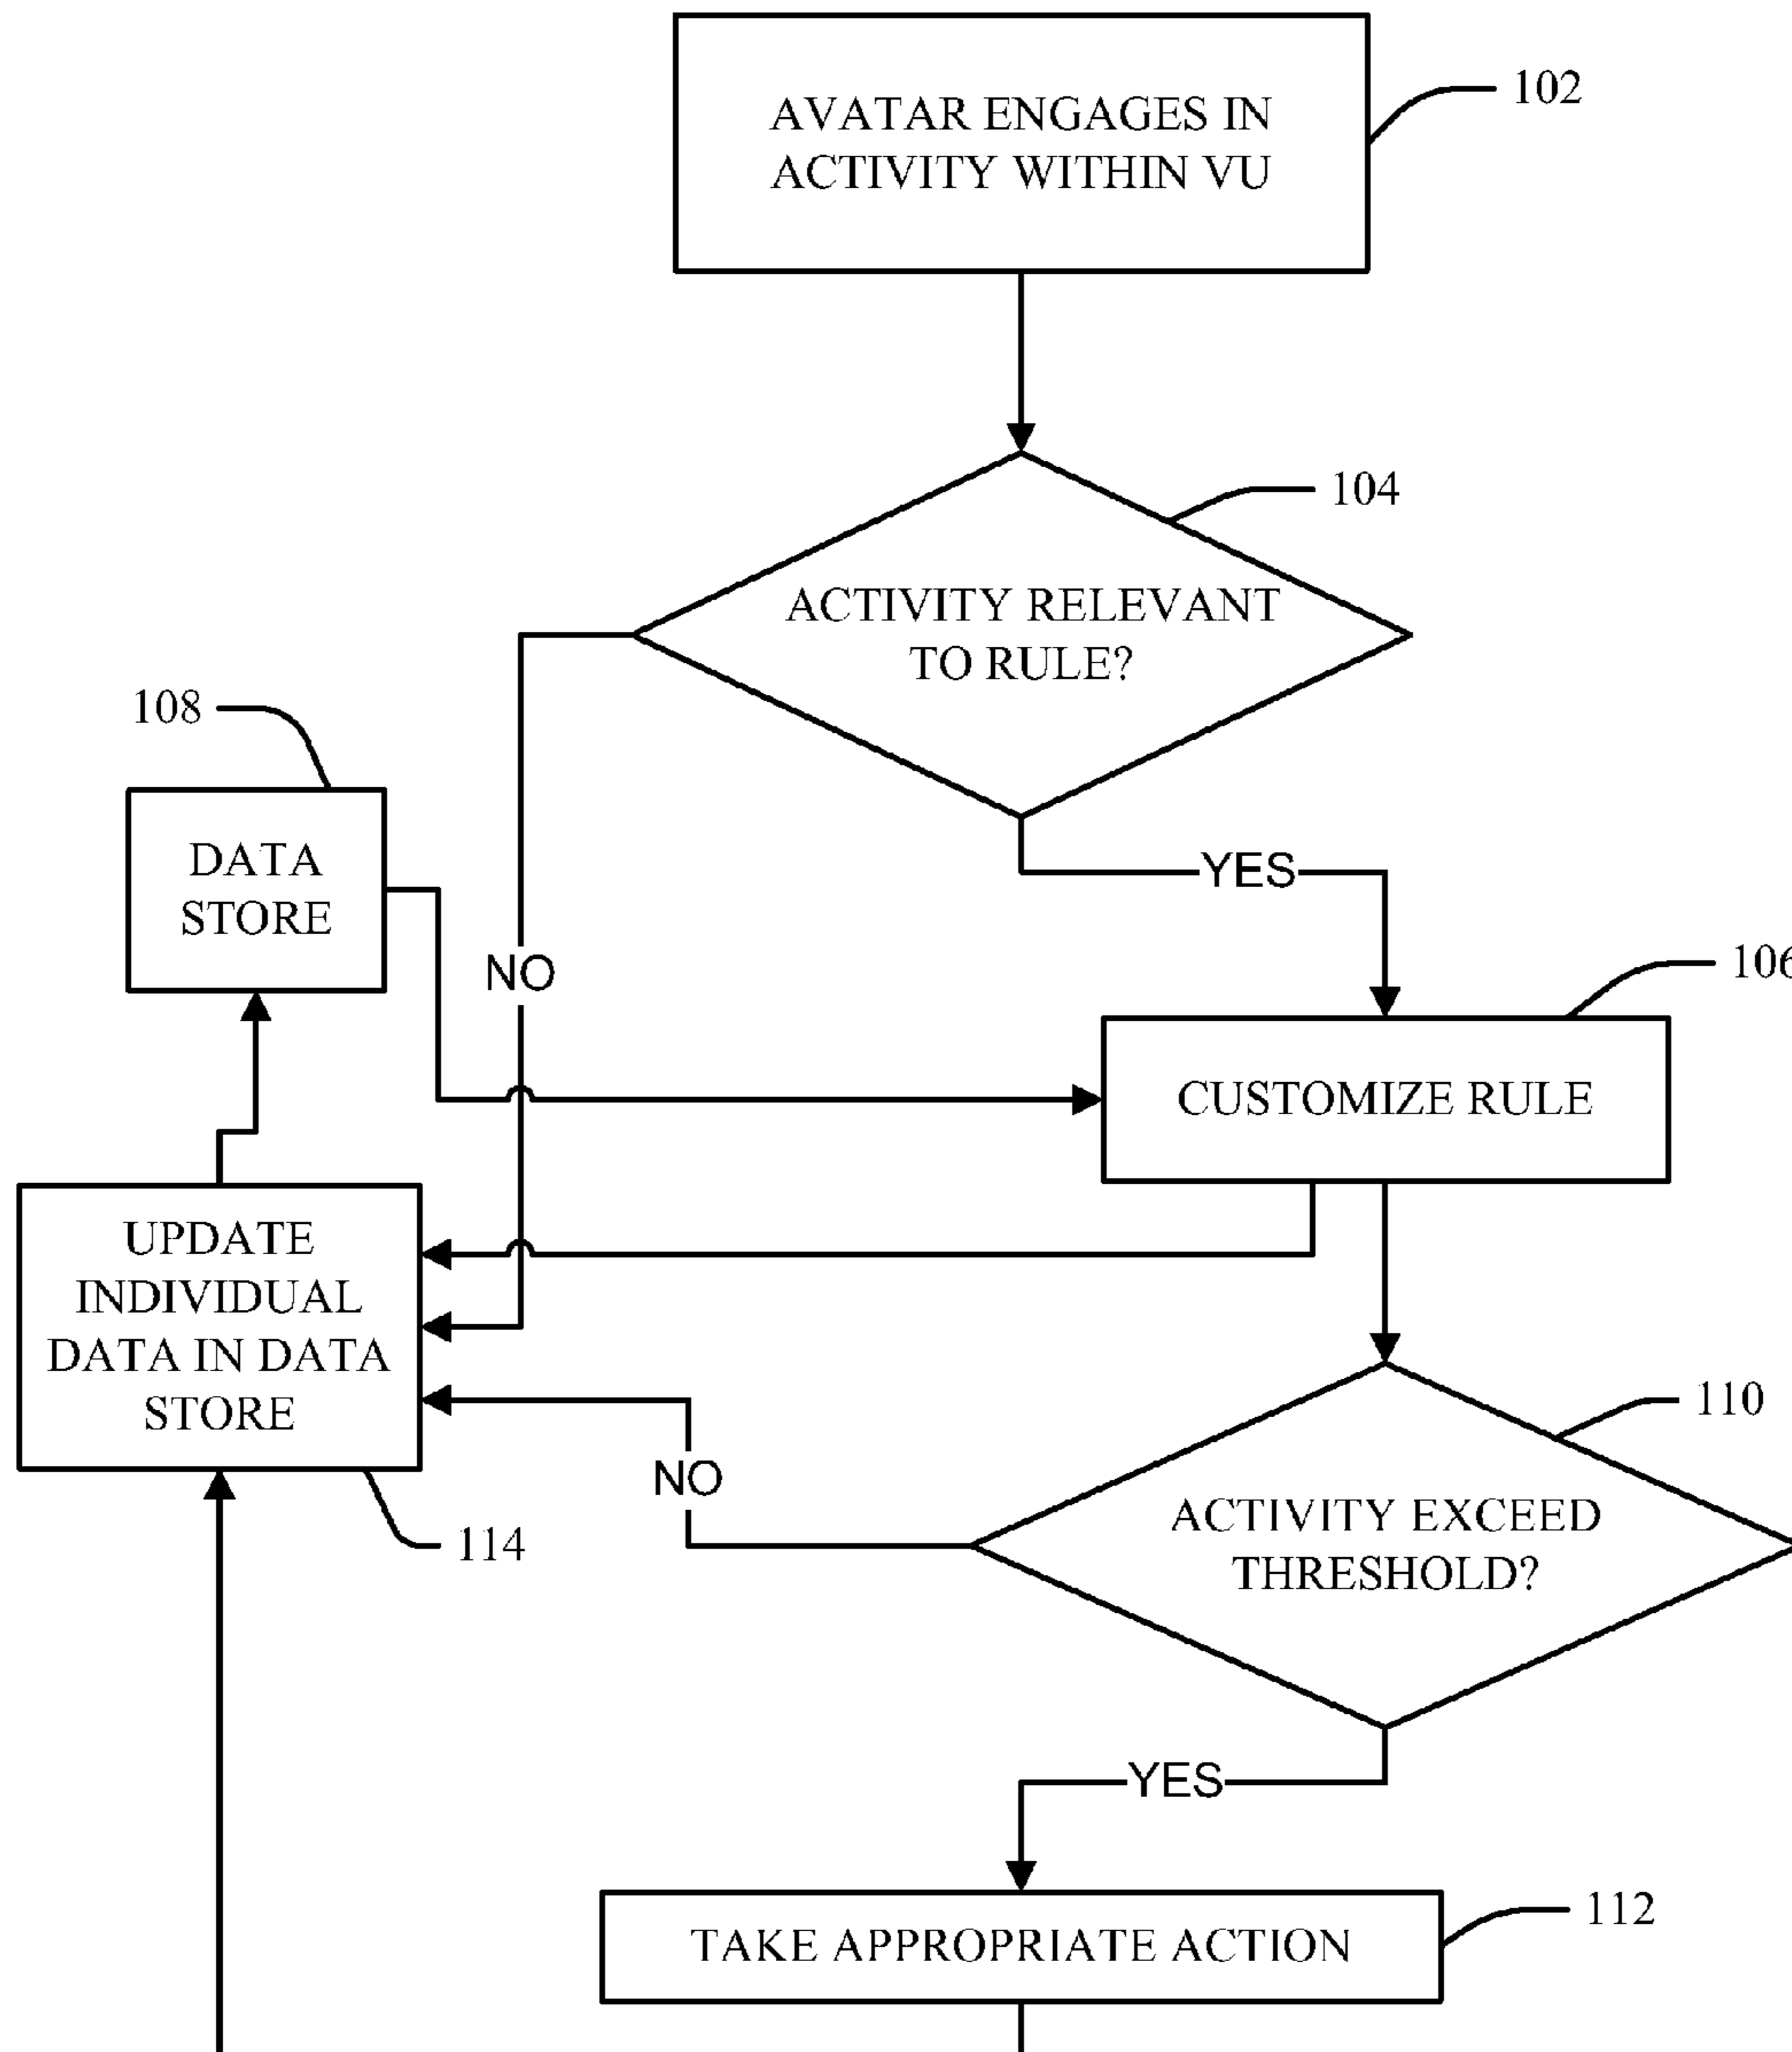 AVATAR ENGAGES IN
ACTIVITY WITHIN VU
102
104
ACTIVITY RELEVANT
TO RULE?
108
DATA
STORE
YES
NO
106
CUSTOMIZE RULE
UPDATE
INDIVIDUAL
DATA IN DATA
STORE
110
NO
114
ACTIVITY EXCEED
THRESHOLD?
YES
112
TAKE APPROPRIATE ACTION